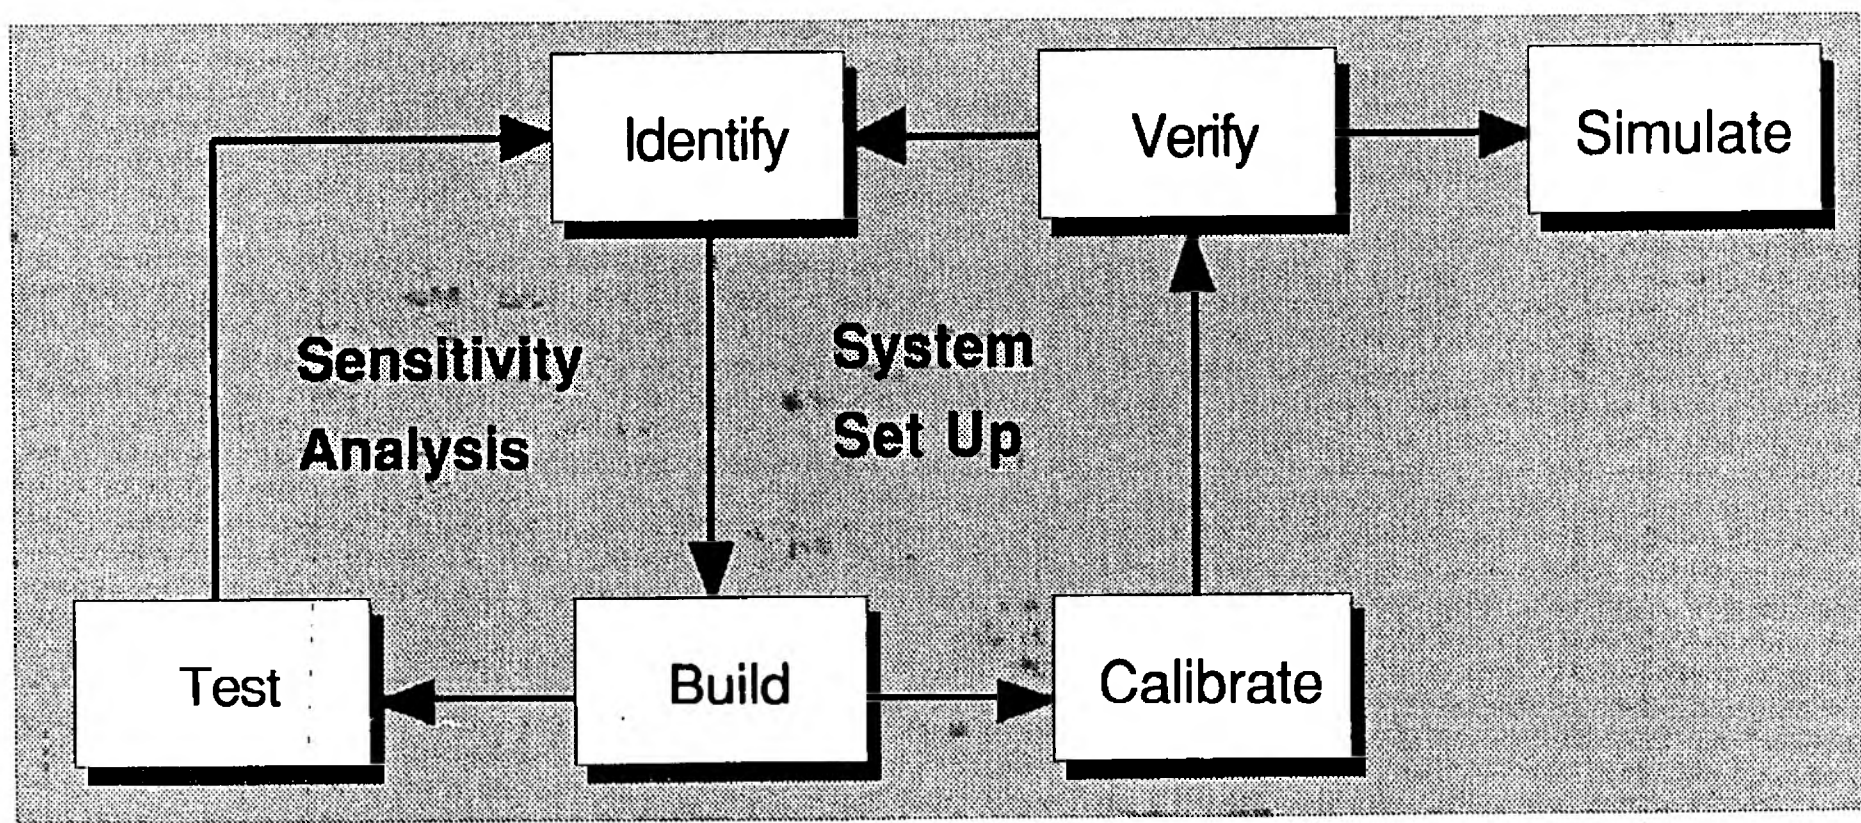 Identify
Verify
Simulate
Sensitivity
Analysis
System
Set Up
Test
Build
Calibrate